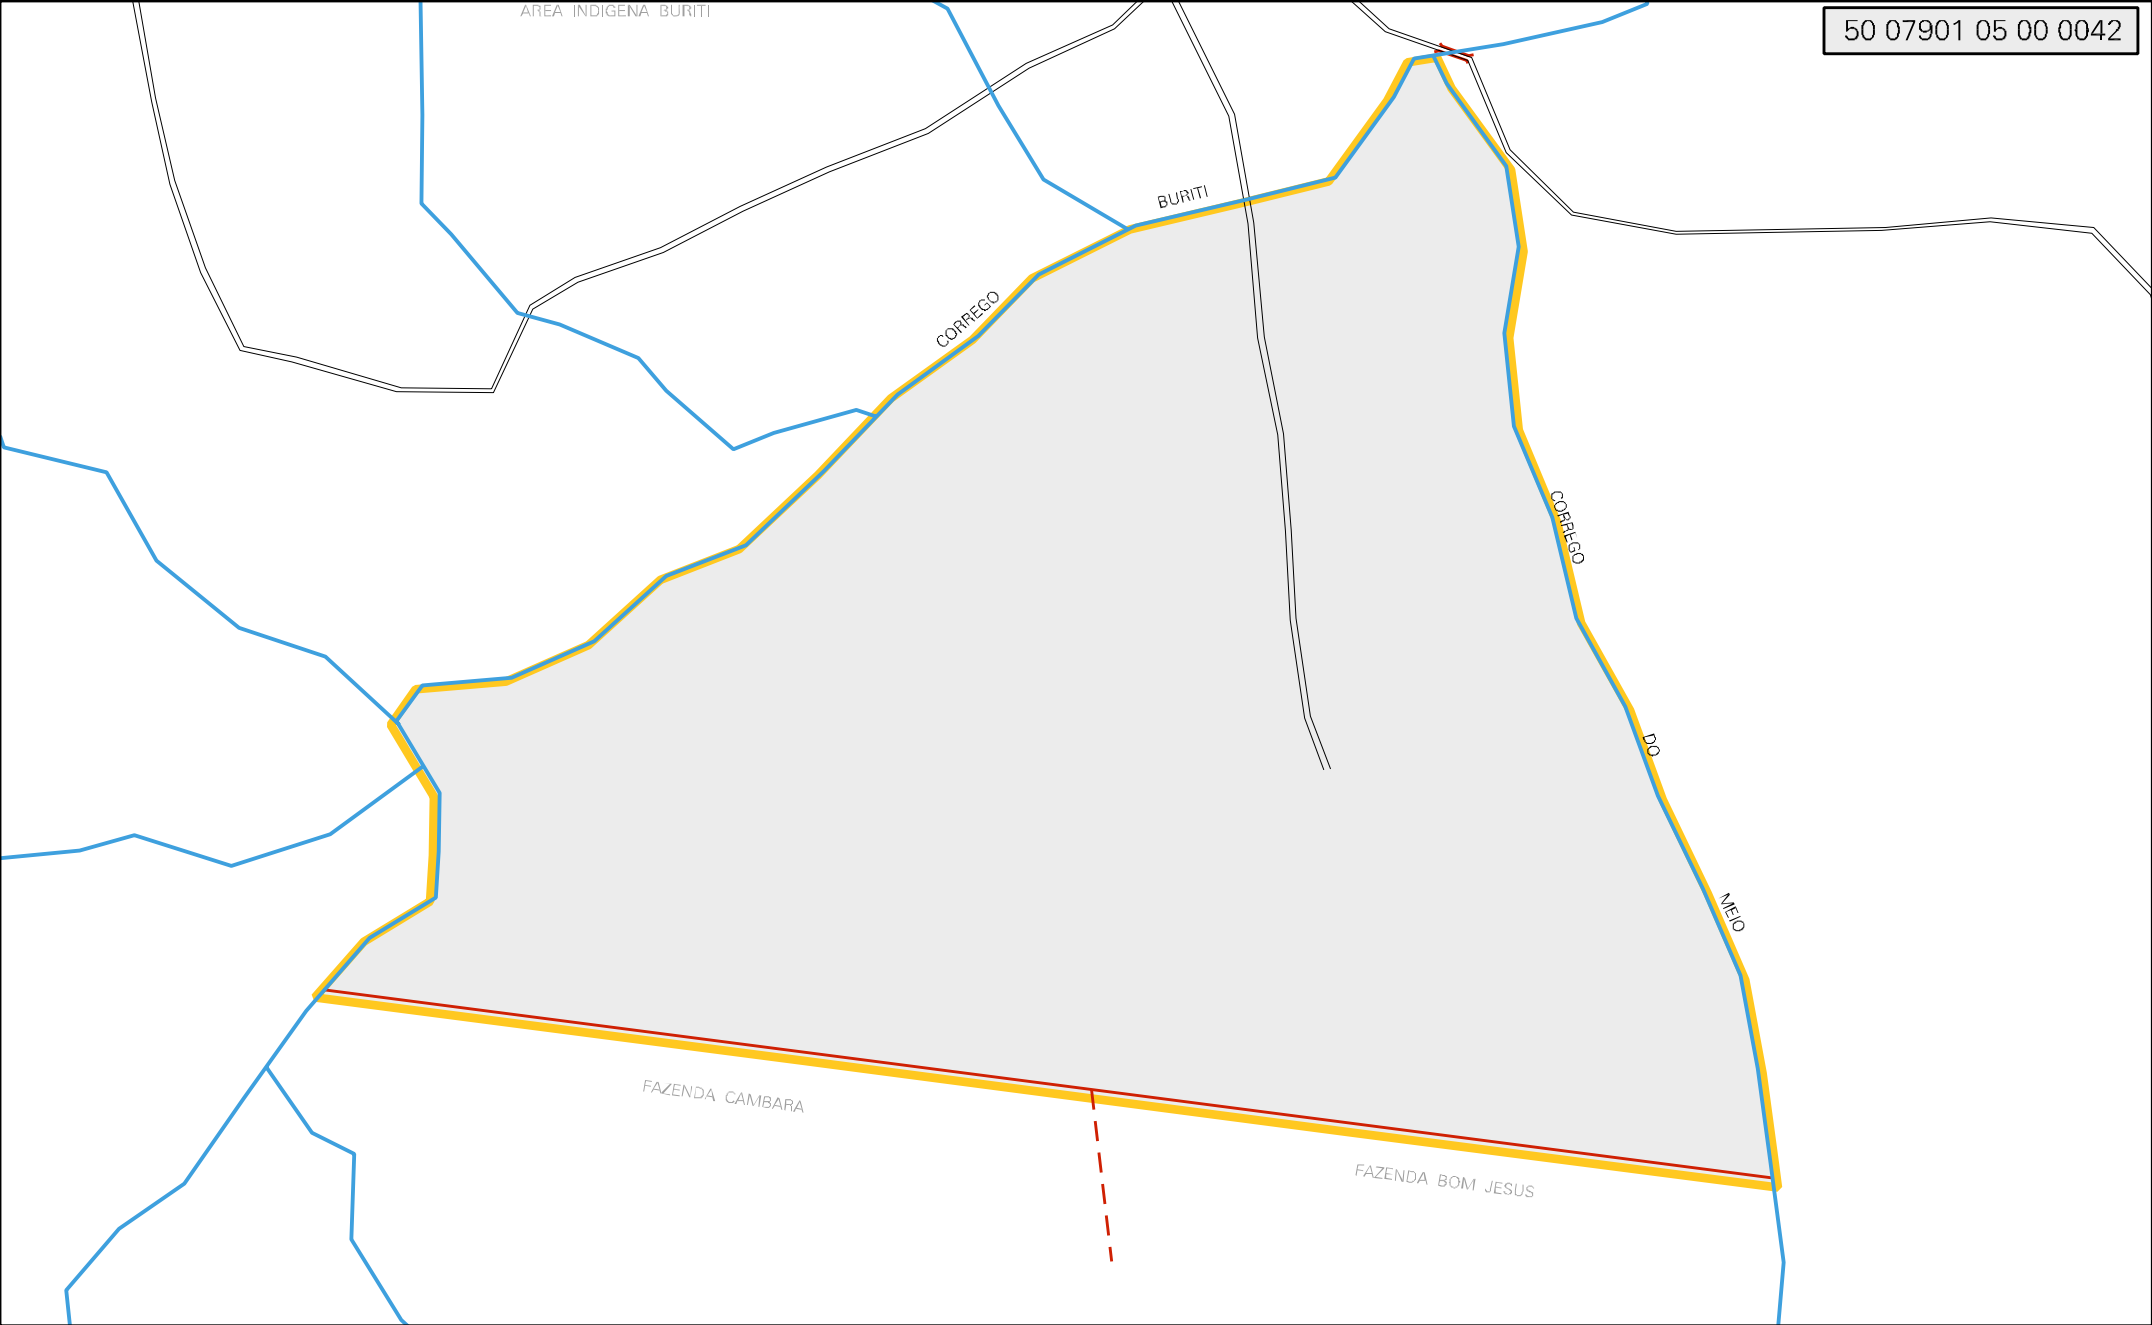 AREA INDIGENA BURITI
50 07901 05 00 0042
BURITI
CORREGO
CORREGO
DO
MEIO
FAZENDA CAMBARA
FAZENDA BOM JESUS